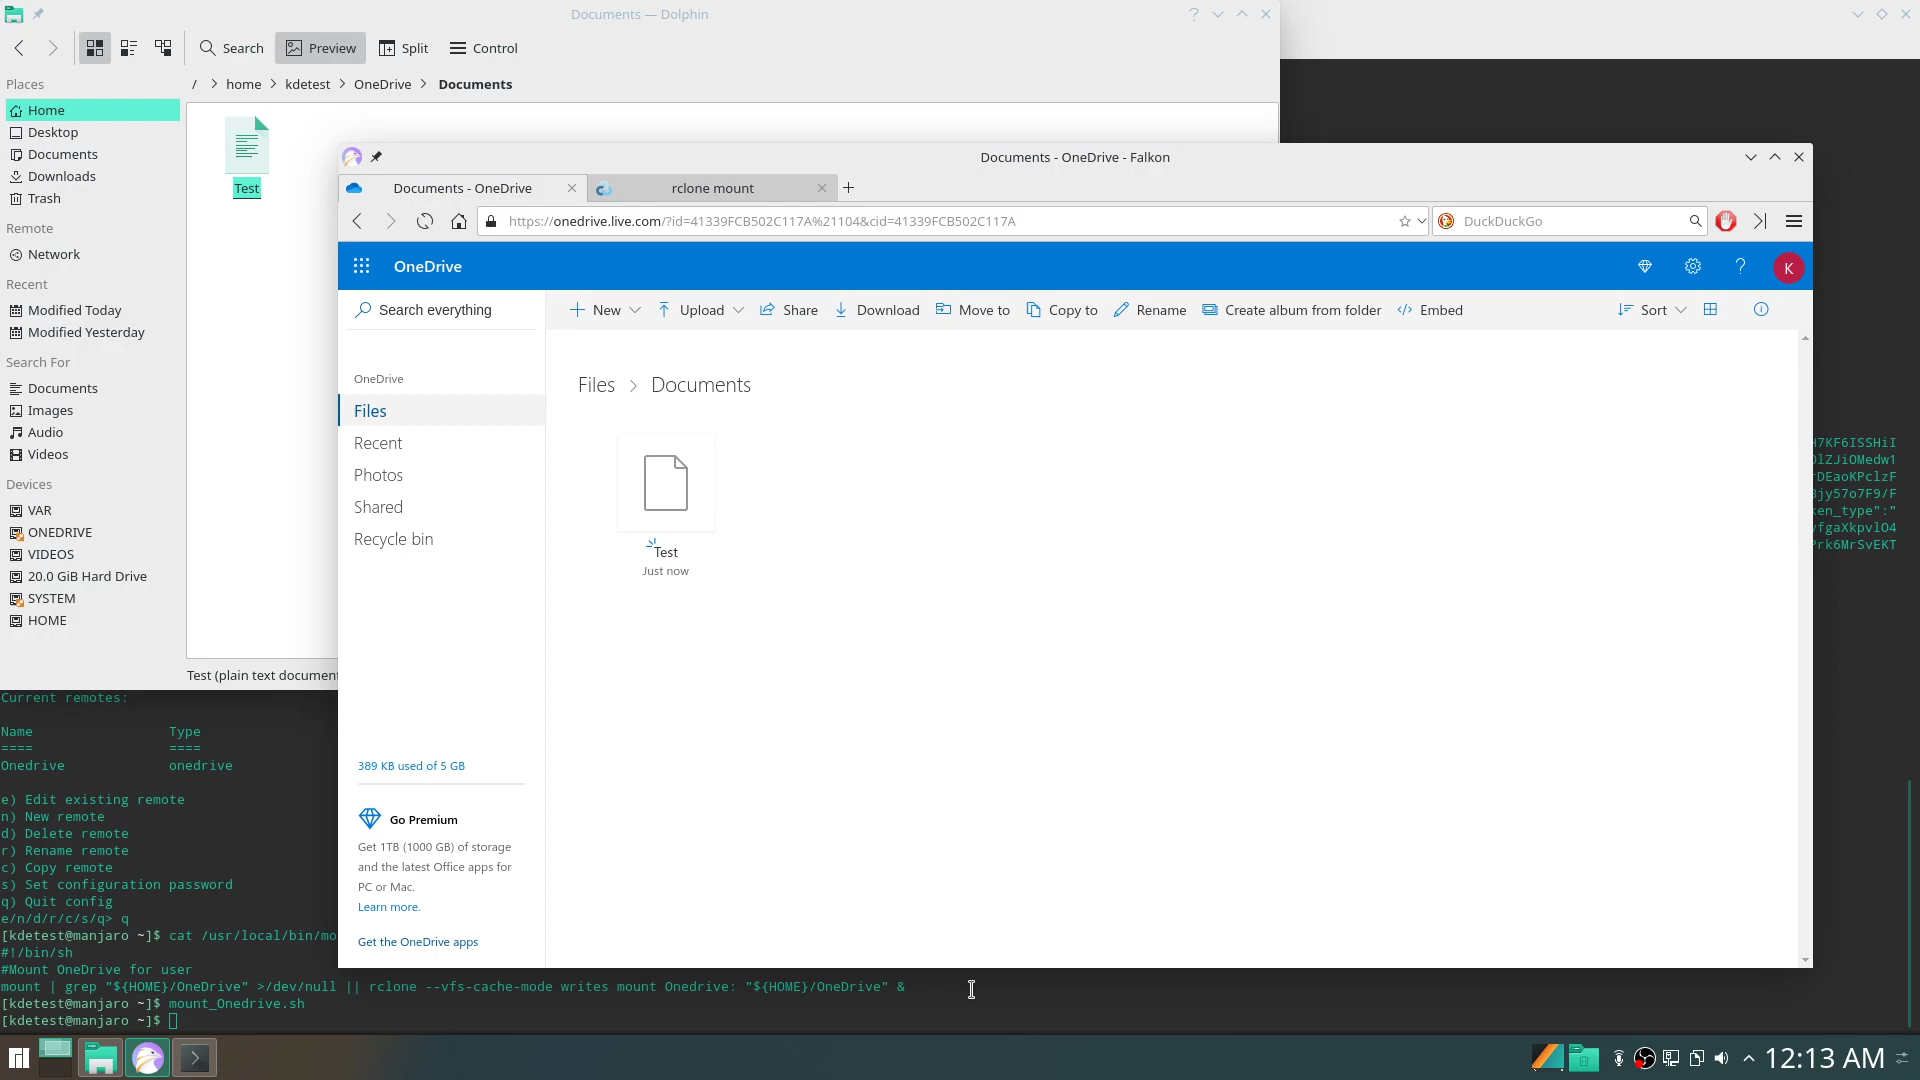 Documents — Dolphin
Search
Preview
Split
Control
Places
/ > home > kdetest > OneDrive > Documents
Home
Desktop
Documents
Downloads
Trash
Remote
Network
Recent
Modified Today
Modified Yesterday
Search For
Documents
Images
Audio
Videos
Devices
VAR
ONEDRIVE
VIDEOS
20.0 GiB Hard Drive
SYSTEM
HOME
Test
Test (plain text document
Documents - OneDrive - Falkon
Documents - OneDrive
rclone mount
https://onedrive.live.com/?id=41339FCB502C117A%21104&cid=41339FCB502C117A
DuckDuckGo
OneDrive
?
K
Search everything
New
Upload
Share
Download
Move to
Copy to
Rename
Create album from folder
Embed
Sort
OneDrive
Files
Recent
Photos
Shared
Recycle bin
Files > Documents
Test
Just now
389 KB used of 5 GB
Go Premium
Get 1TB (1000 GB) of storage
and the latest Office apps for
PC or Mac.
Learn more.
Get the OneDrive apps
H7KF6ISSHiI
OlZJiOMedw1
rDEaoKPclzF
3jy57o7F9/F
ken_type":"
vfgaXkpvlO4
Prk6MrSvEKT
Current remotes:
Name Type
==== ====
Onedrive onedrive
e) Edit existing remote
n) New remote
d) Delete remote
r) Rename remote
c) Copy remote
s) Set configuration password
q) Quit config
e/n/d/r/c/s/q> q
[kdetest@manjaro ~]$ cat /usr/local/bin/mo
#!/bin/sh
#Mount OneDrive for user
mount | grep "${HOME}/OneDrive" >/dev/null || rclone --vfs-cache-mode writes mount Onedrive: "${HOME}/OneDrive" &
[kdetest@manjaro ~]$ mount_Onedrive.sh
[kdetest@manjaro ~]$
12:13 AM